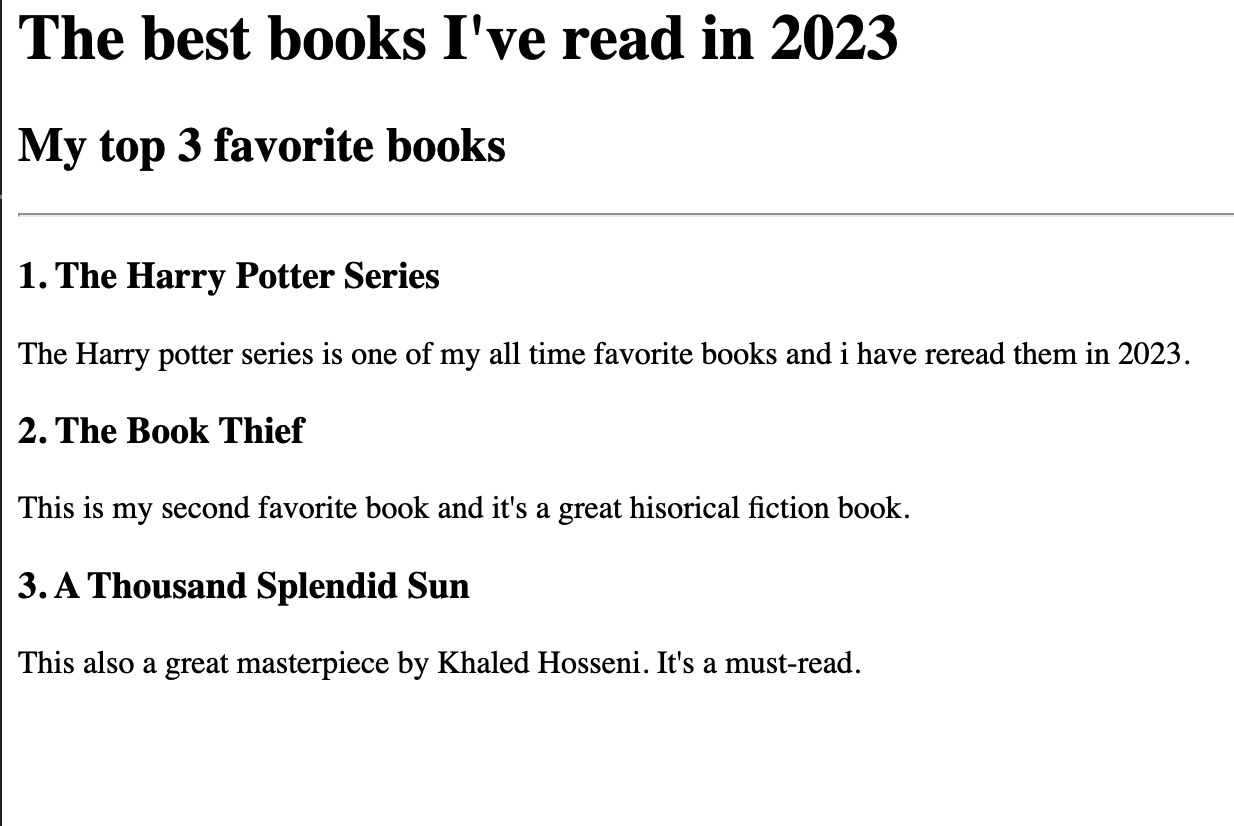 The best books I've read in 2023
My top 3 favorite books
1. The Harry Potter Series
The Harry potter series is one of my all time favorite books and i have reread them in 2023.
2. The Book Thief
This is my second favorite book and it's a great hisorical fiction book.
3. A Thousand Splendid Sun
This also a great masterpiece by Khaled Hosseni. It's a must-read.